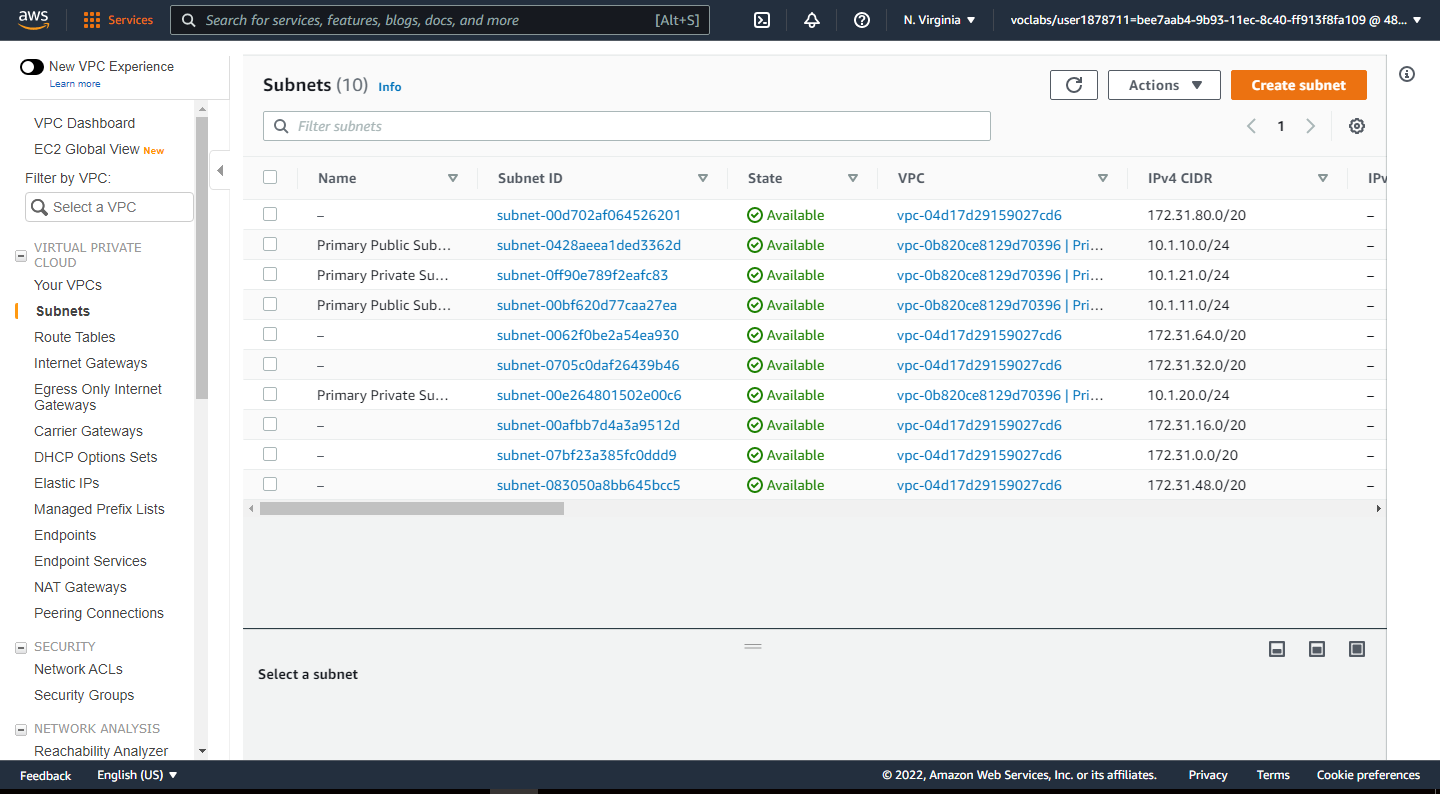 aws
Services
Search for services, features, blogs, docs, and more [Alt+S]
N. Virginia ▼
voclabs/user1878711=bee7aab4-9b93-11ec-8c40-ff913f8fa109 @ 48... ▼
New VPC Experience
Learn more
VPC Dashboard
EC2 Global View New
Filter by VPC:
Select a VPC
VIRTUAL PRIVATE
CLOUD
Your VPCs
Subnets
Route Tables
Internet Gateways
Egress Only Internet
Gateways
Carrier Gateways
DHCP Options Sets
Elastic IPs
Managed Prefix Lists
Endpoints
Endpoint Services
NAT Gateways
Peering Connections
SECURITY
Network ACLs
Security Groups
NETWORK ANALYSIS
Reachability Analyzer
Subnets (10) Info
Actions ▼
Create subnet
Filter subnets
1
Name Subnet ID State VPC IPv4 CIDR IPv
– subnet-00d702af064526201 Available vpc-04d17d29159027cd6 172.31.80.0/20 –
Primary Public Sub... subnet-0428aeea1ded3362d Available vpc-0b820ce8129d70396 | Pri... 10.1.10.0/24 –
Primary Private Su... subnet-0ff90e789f2eafc83 Available vpc-0b820ce8129d70396 | Pri... 10.1.21.0/24 –
Primary Public Sub... subnet-00bf620d77caa27ea Available vpc-0b820ce8129d70396 | Pri... 10.1.11.0/24 –
– subnet-0062f0be2a54ea930 Available vpc-04d17d29159027cd6 172.31.64.0/20 –
– subnet-0705c0daf26439b46 Available vpc-04d17d29159027cd6 172.31.32.0/20 –
Primary Private Su... subnet-00e264801502e00c6 Available vpc-0b820ce8129d70396 | Pri... 10.1.20.0/24 –
– subnet-00afbb7d4a3a9512d Available vpc-04d17d29159027cd6 172.31.16.0/20 –
– subnet-07bf23a385fc0ddd9 Available vpc-04d17d29159027cd6 172.31.0.0/20 –
– subnet-083050a8bb645bcc5 Available vpc-04d17d29159027cd6 172.31.48.0/20 –
Select a subnet
Feedback English (US) ▼ © 2022, Amazon Web Services, Inc. or its affiliates. Privacy Terms Cookie preferences